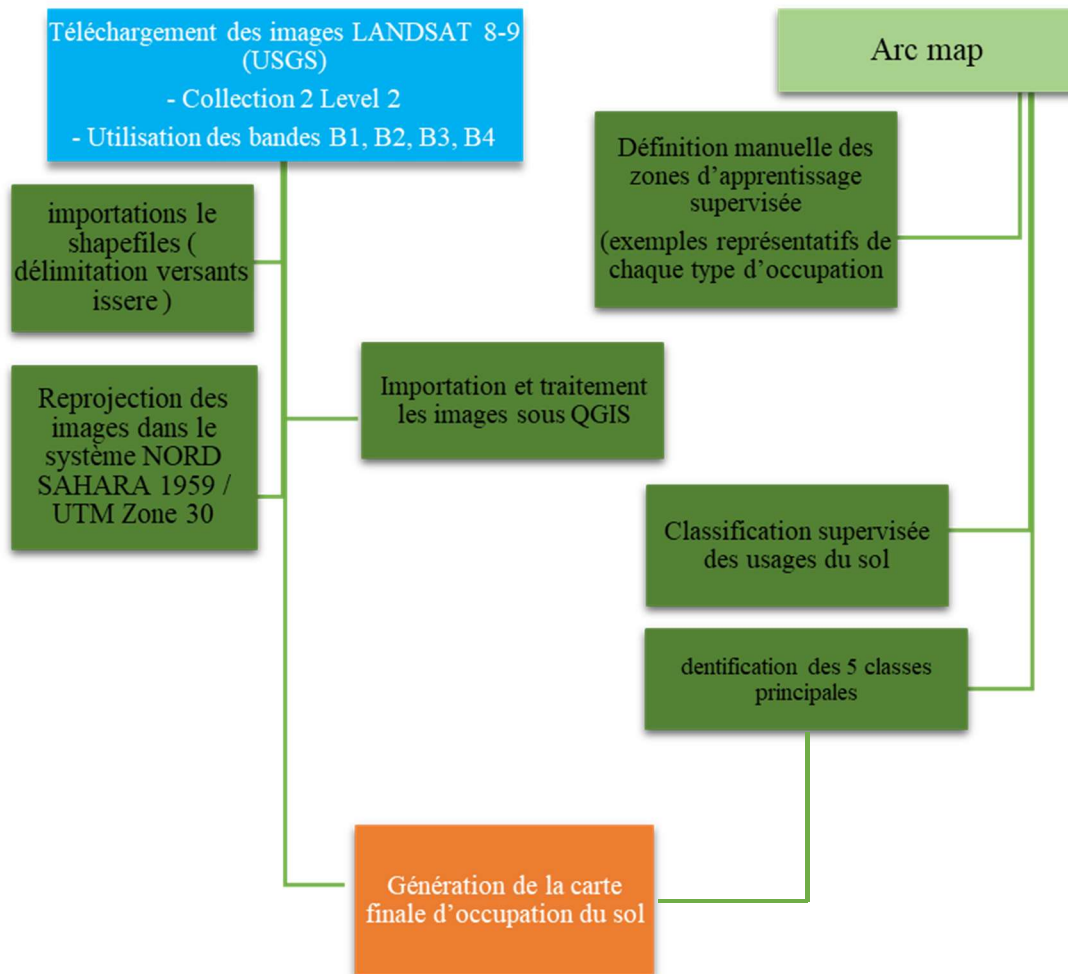 Téléchargement des images LANDSAT 8-9
(USGS)
- Collection 2 Level 2
- Utilisation des bandes B1, B2, B3, B4
Arc map
importations le
shapefiles (
délimitation versants
issere )
Définition manuelle des
zones d’apprentissage
supervisée
(exemples représentatifs de
chaque type d’occupation
Reprojection des
images dans le
système NORD
SAHARA 1959 /
UTM Zone 30
Importation et traitement
les images sous QGIS
Classification supervisée
des usages du sol
dentification des 5 classes
principales
Génération de la carte
finale d’occupation du sol